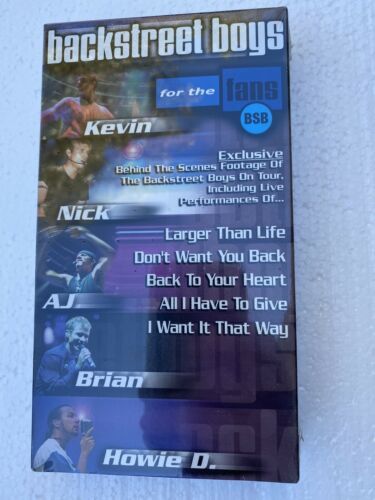 backstreet boys
for the fans
BSB
Kevin
Exclusive
Behind The Scenes Footage Of
The Backstreet Boys On Tour,
Including Live
Performances Of...
Nick
Larger Than Life
Don't Want You Back
Back To Your Heart
All I Have To Give
I Want It That Way
AJ
Brian
Howie D.